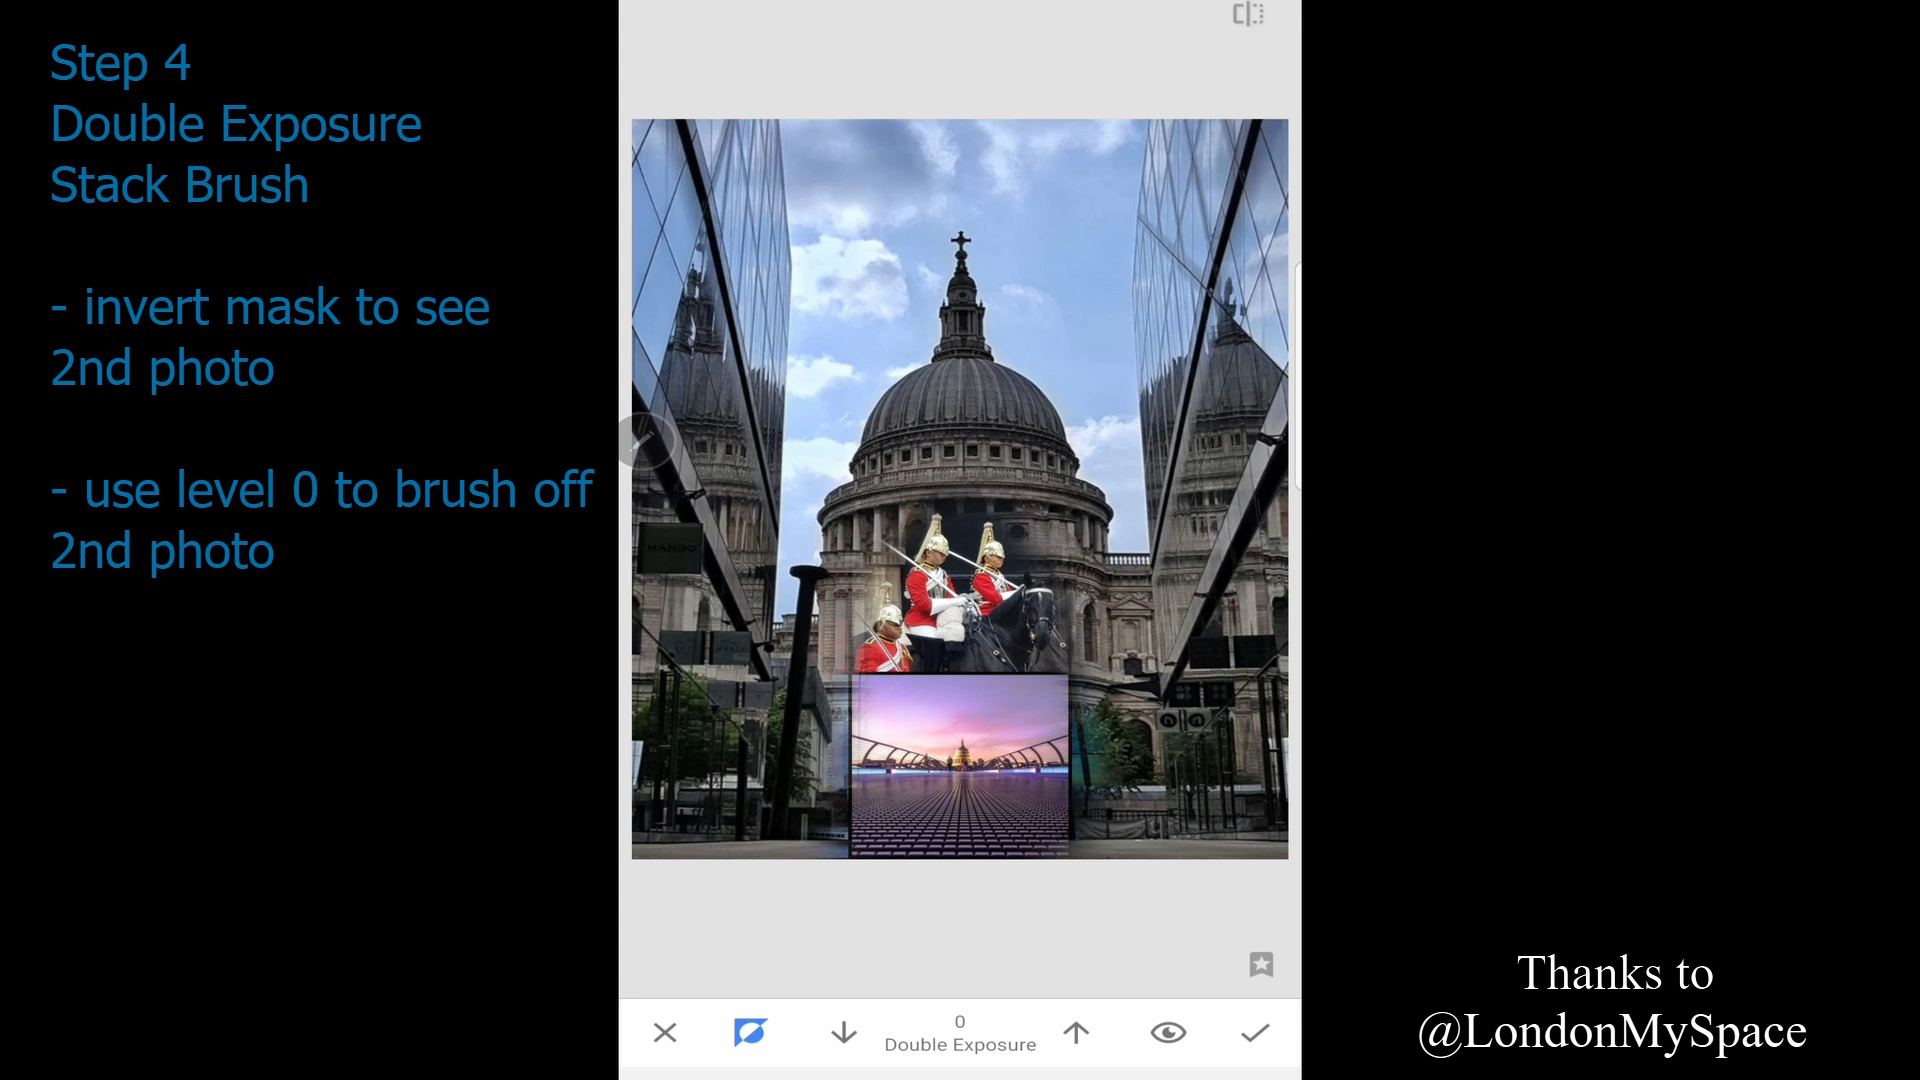 Step 4
Double Exposure
Stack Brush
- invert mask to see
2nd photo
- use level 0 to brush off
2nd photo
MANGO
0
Double Exposure
Thanks to
@LondonMySpace